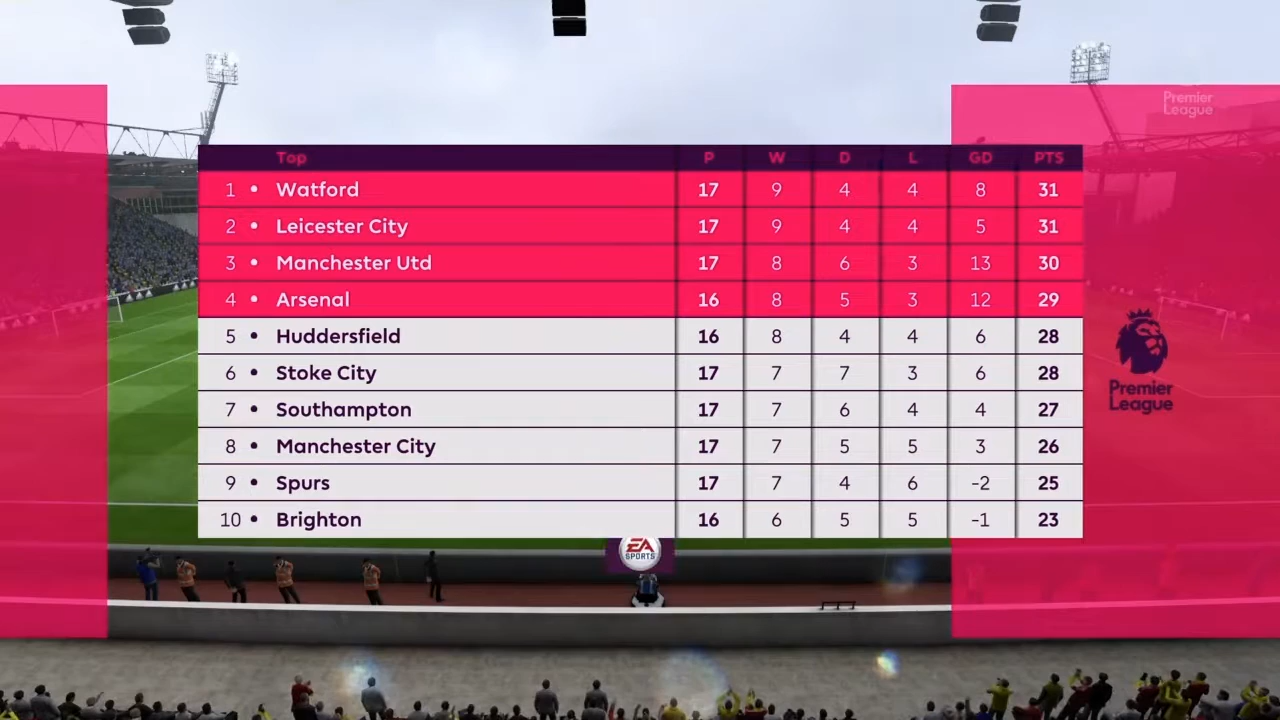 Premier
League
Top P W D L GD PTS
1 • Watford 17 9 4 4 8 31
2 • Leicester City 17 9 4 4 5 31
3 • Manchester Utd 17 8 6 3 13 30
4 • Arsenal 16 8 5 3 12 29
5 • Huddersfield 16 8 4 4 6 28
6 • Stoke City 17 7 7 3 6 28
7 • Southampton 17 7 6 4 4 27
8 • Manchester City 17 7 5 5 3 26
9 • Spurs 17 7 4 6 -2 25
10 • Brighton 16 6 5 5 -1 23
Premier
League
EA
SPORTS